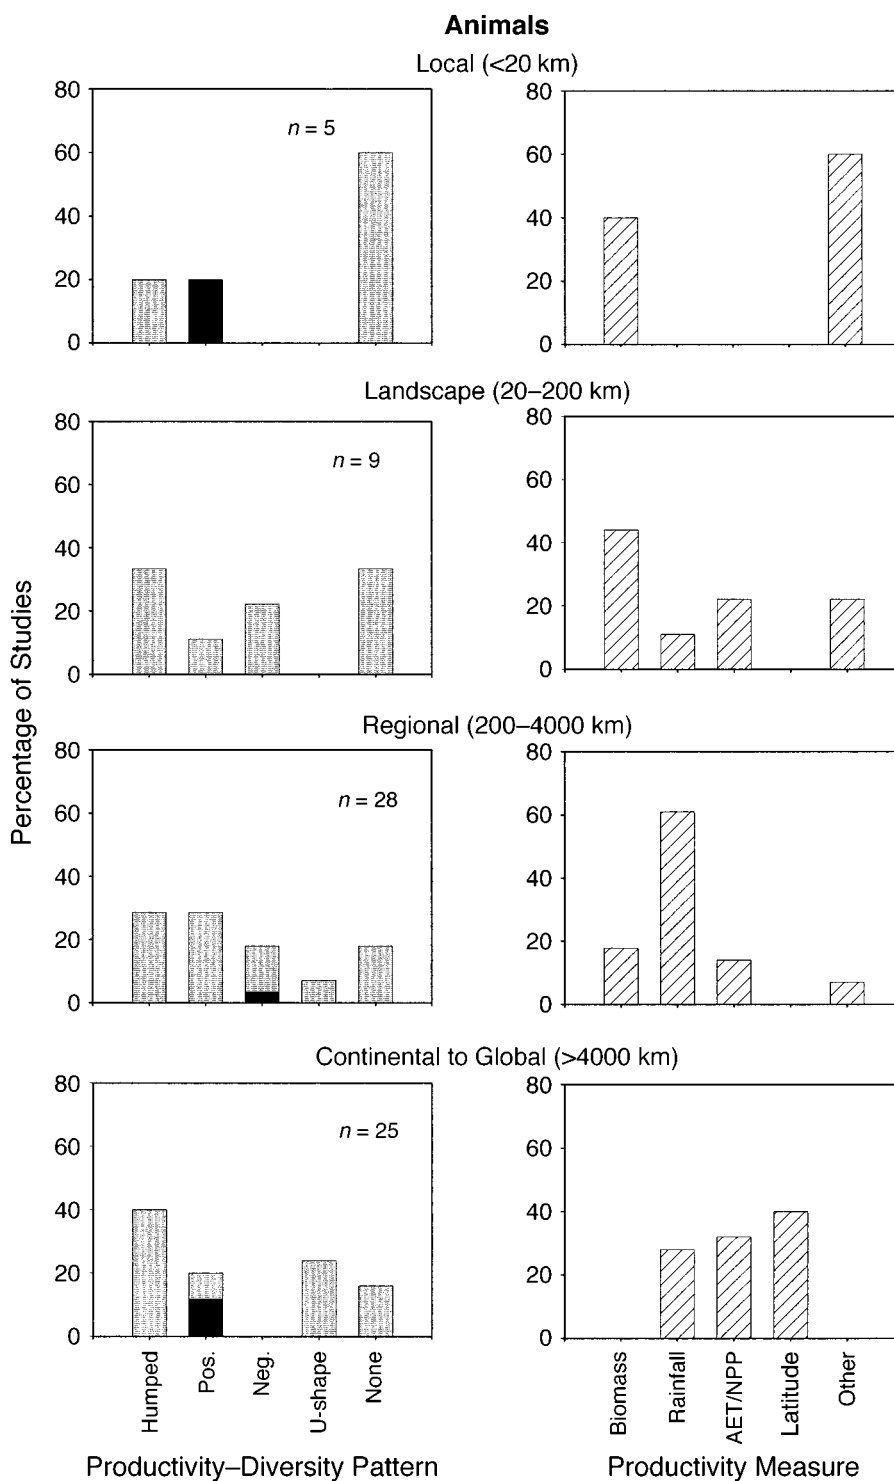 Animals
Local (<20 km)
80
60
40
20
0
n = 5
80
60
40
20
0
Landscape (20–200 km)
80
60
40
20
0
n = 9
80
60
40
20
0
Percentage of Studies
Regional (200–4000 km)
80
60
40
20
0
n = 28
80
60
40
20
0
Continental to Global (>4000 km)
80
60
40
20
0
n = 25
80
60
40
20
0
Humped
Pos.
Neg.
U-shape
None
Biomass
Rainfall
AET/NPP
Latitude
Other
Productivity–Diversity Pattern
Productivity Measure